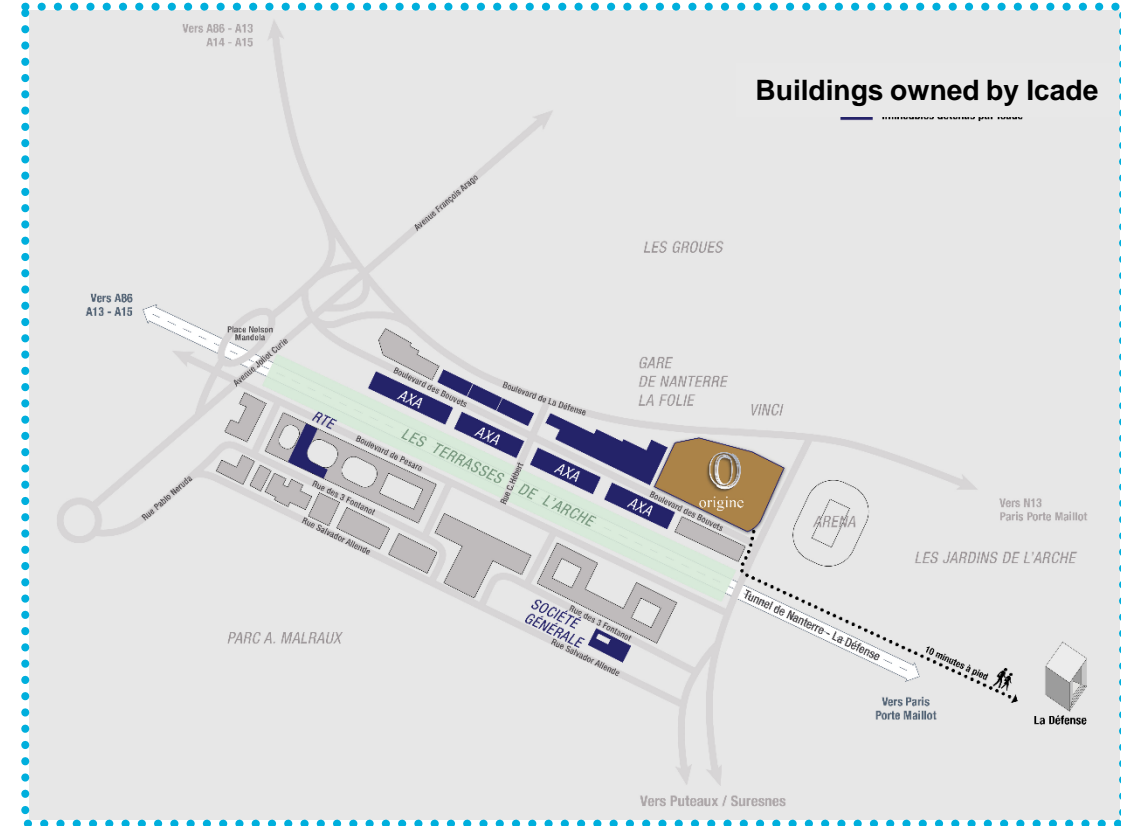 Vers A86 - A13
A14 - A15
Buildings owned by Icade
Immeubles détenus par Icade
Avenue François Arago
LES GROUES
Vers A86
A13 - A15
Place Nelson
Mandela
Avenue Joliot Curie
Boulevard des Bouvets
Boulevard de La Défense
GARE
DE NANTERRE
LA FOLIE
VINCI
AXA
AXA
AXA
AXA
RTE
Boulevard de Pesaro
LES TERRASSES DE L'ARCHE
Rue C. Hébert
Boulevard des Bouvets
origine
ARENA
Vers N13
Paris Porte Maillot
LES JARDINS DE L'ARCHE
Rue Pablo Neruda
Rue des 3 Fontanot
Rue Salvador Allende
SOCIÉTÉ
GÉNÉRALE
Rue des 3 Fontanot
Rue Salvador Allende
Tunnel de Nanterre - La Défense
10 minutes à pied
PARC A. MALRAUX
Vers Paris
Porte Maillot
La Défense
Vers Puteaux / Suresnes